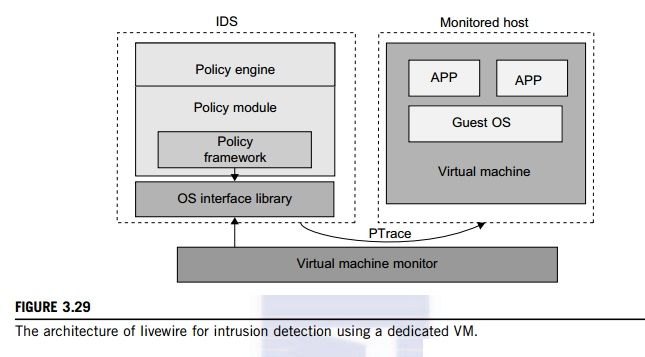 IDS
Monitored host
Policy engine
Policy module
Policy
framework
OS interface library
APP
APP
Guest OS
Virtual machine
PTrace
Virtual machine monitor
FIGURE 3.29
The architecture of livewire for intrusion detection using a dedicated VM.